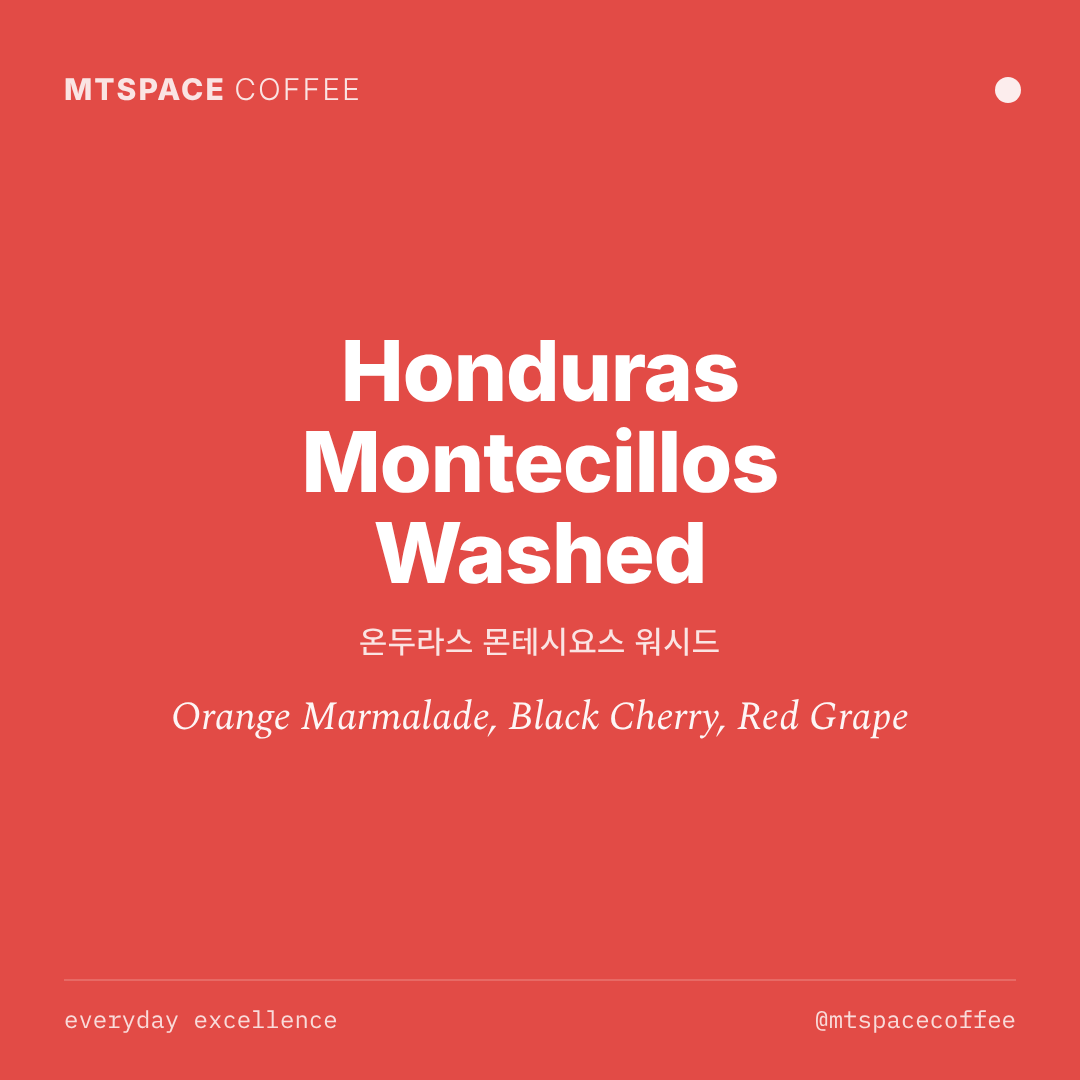 MTSPACE COFFEE
Honduras
Montecillos
Washed
온두라스 몬테시요스 워시드
Orange Marmalade, Black Cherry, Red Grape
everyday excellence
@mtspacecoffee